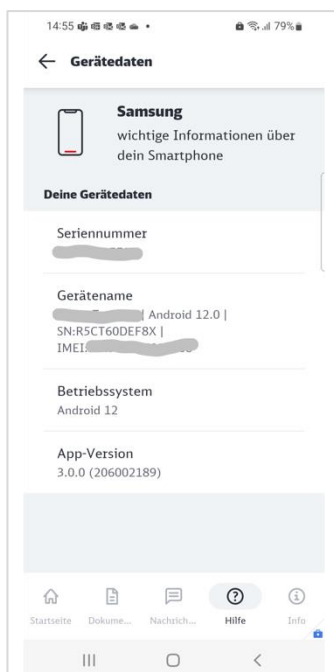 14:55
79%
Gerätedaten
Samsung
wichtige Informationen über
dein Smartphone
Deine Gerätedaten
Seriennummer
Gerätename
| Android 12.0 |
SN:R5CT60DEF8X |
IMEI:
Betriebssystem
Android 12
App-Version
3.0.0 (206002189)
Startseite Dokume... Nachrich... Hilfe Info